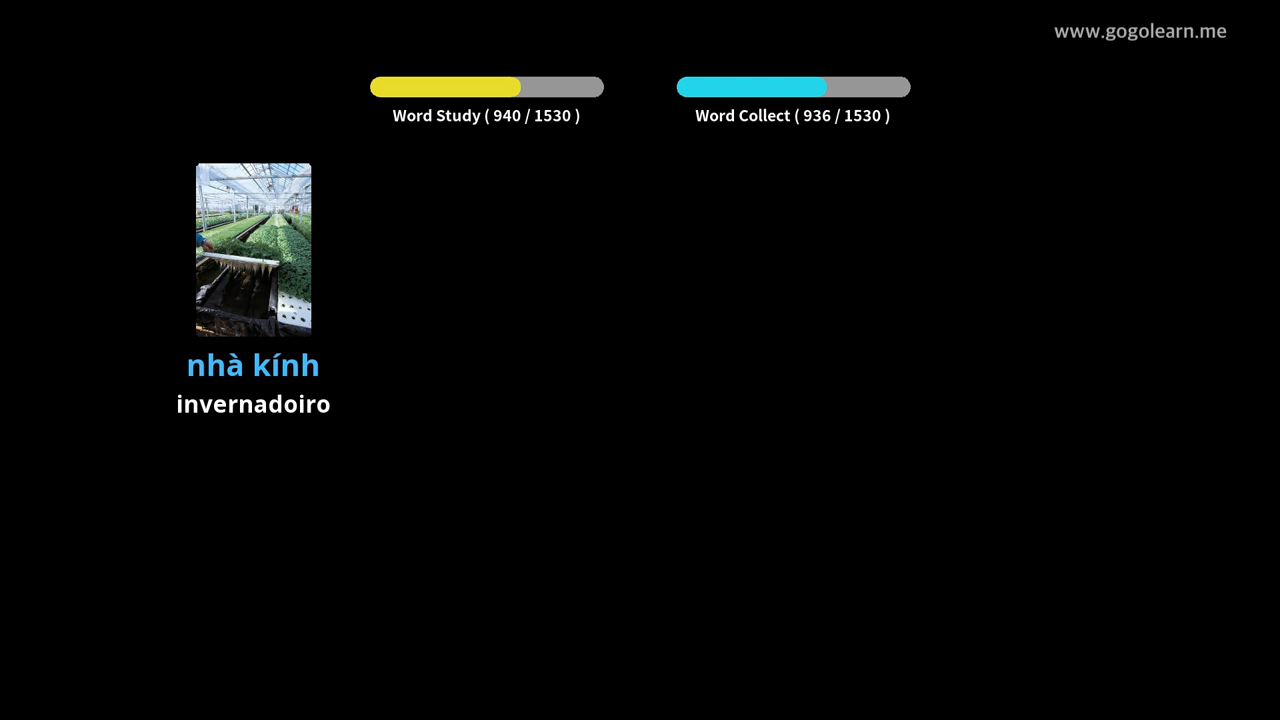 www.gogolearn.me
Word Study ( 940 / 1530 )
Word Collect ( 936 / 1530 )
nhà kính
invernadoiro